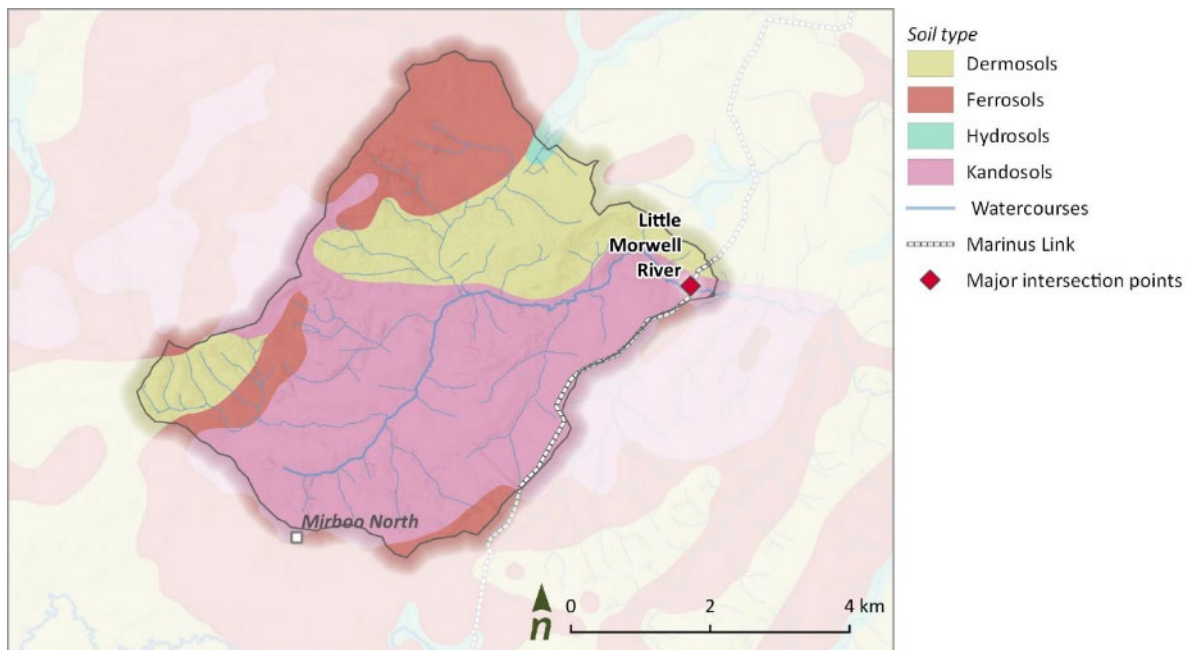 Little
Morwell
River
Mirboo North
n
0 2 4 km
Soil type
Dermosols
Ferrosols
Hydrosols
Kandosols
Watercourses
Marinus Link
Major intersection points